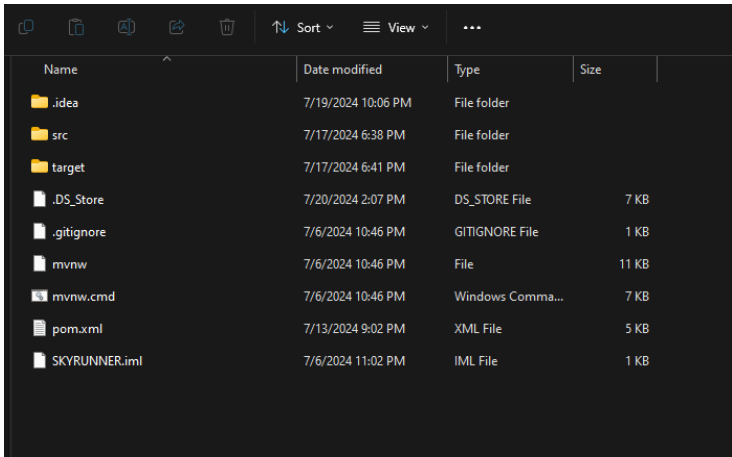 Sort View ...
Name Date modified Type Size
.idea 7/19/2024 10:06 PM File folder
src 7/17/2024 6:38 PM File folder
target 7/17/2024 6:41 PM File folder
.DS_Store 7/20/2024 2:07 PM DS_STORE File 7 KB
.gitignore 7/6/2024 10:46 PM GITIGNORE File 1 KB
mvnw 7/6/2024 10:46 PM File 11 KB
mvnw.cmd 7/6/2024 10:46 PM Windows Comma... 7 KB
pom.xml 7/13/2024 9:02 PM XML File 5 KB
SKYRUNNER.iml 7/6/2024 11:02 PM IML File 1 KB